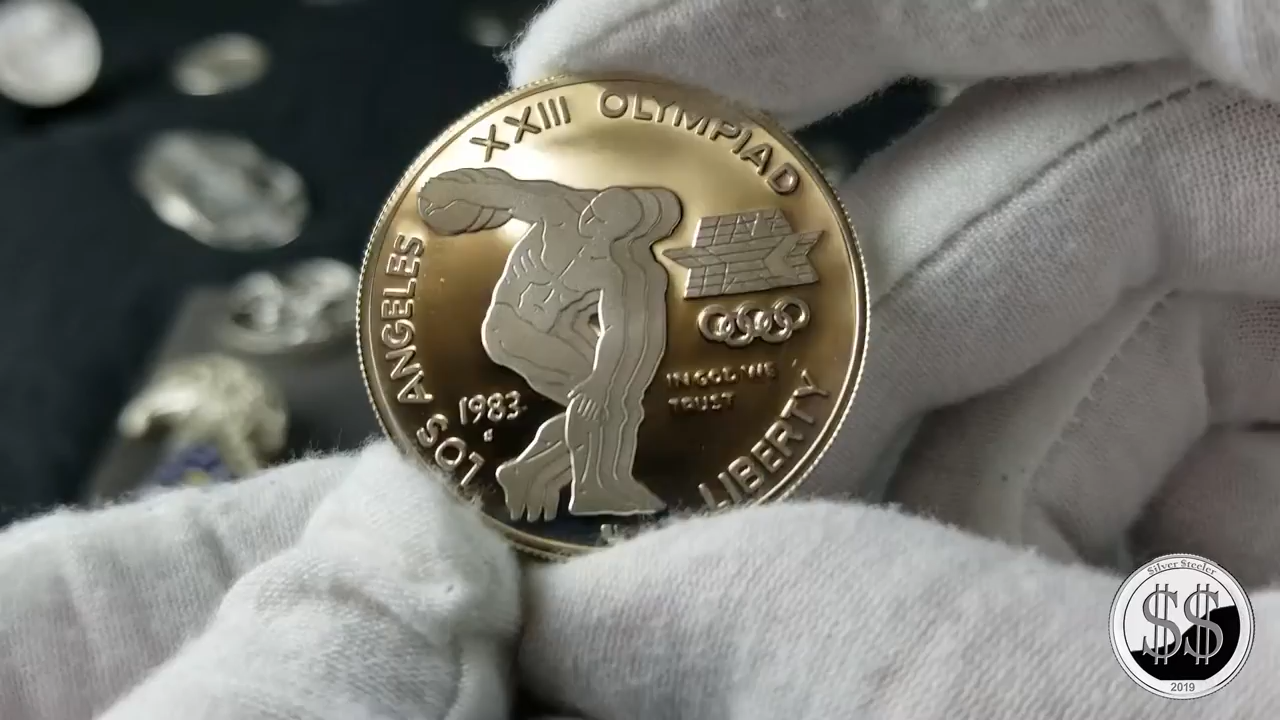 XXIII OLYMPIAD
LOS ANGELES
1983
IN GOD WE
TRUST
LIBERTY
Silver Steeler
$$
2019